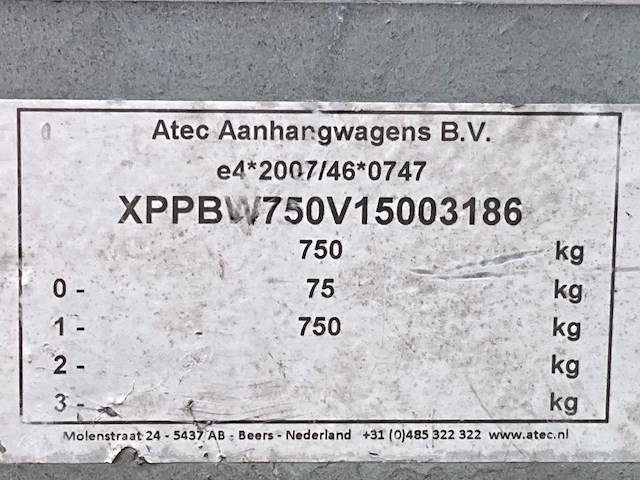 Atec Aanhangwagens B.V.
e4*2007/46*0747
XPPBW750V15003186
750 kg
0 - 75 kg
1 - 750 kg
2 - kg
3 - kg
Molenstraat 24 - 5437 AB - Beers - Nederland +31 (0)485 322 322 www.atec.nl